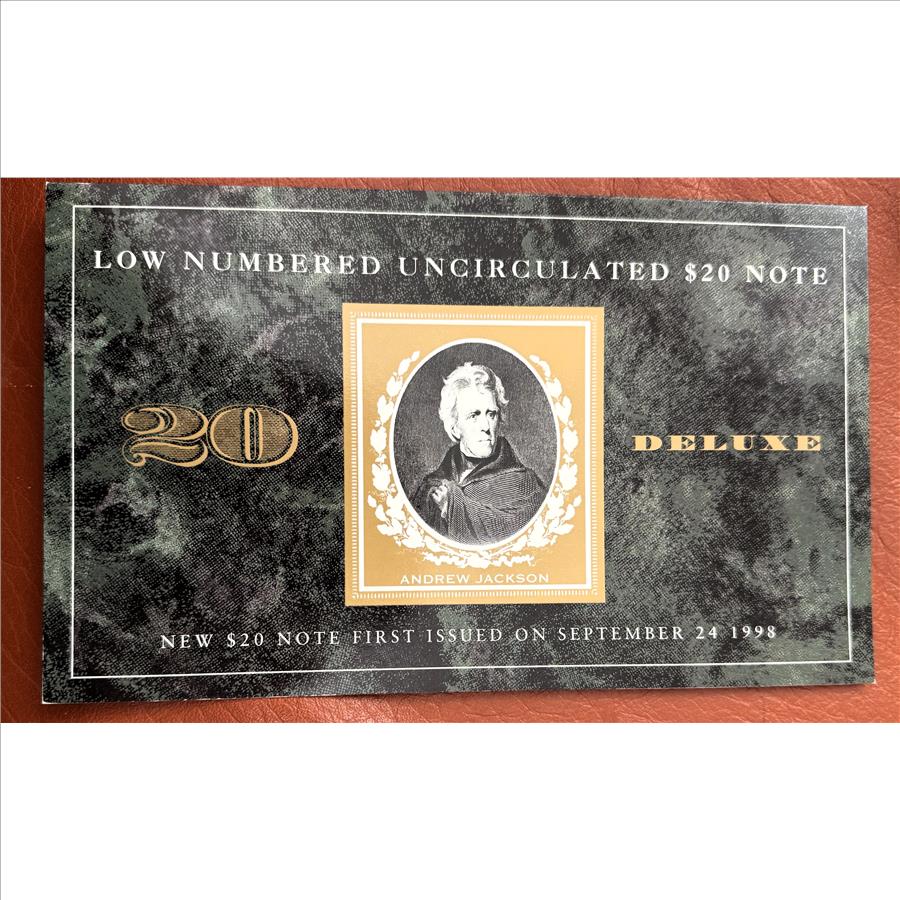 LOW NUMBERED UNCIRCULATED $20 NOTE
20
DELUXE
ANDREW JACKSON
NEW $20 NOTE FIRST ISSUED ON SEPTEMBER 24 1998